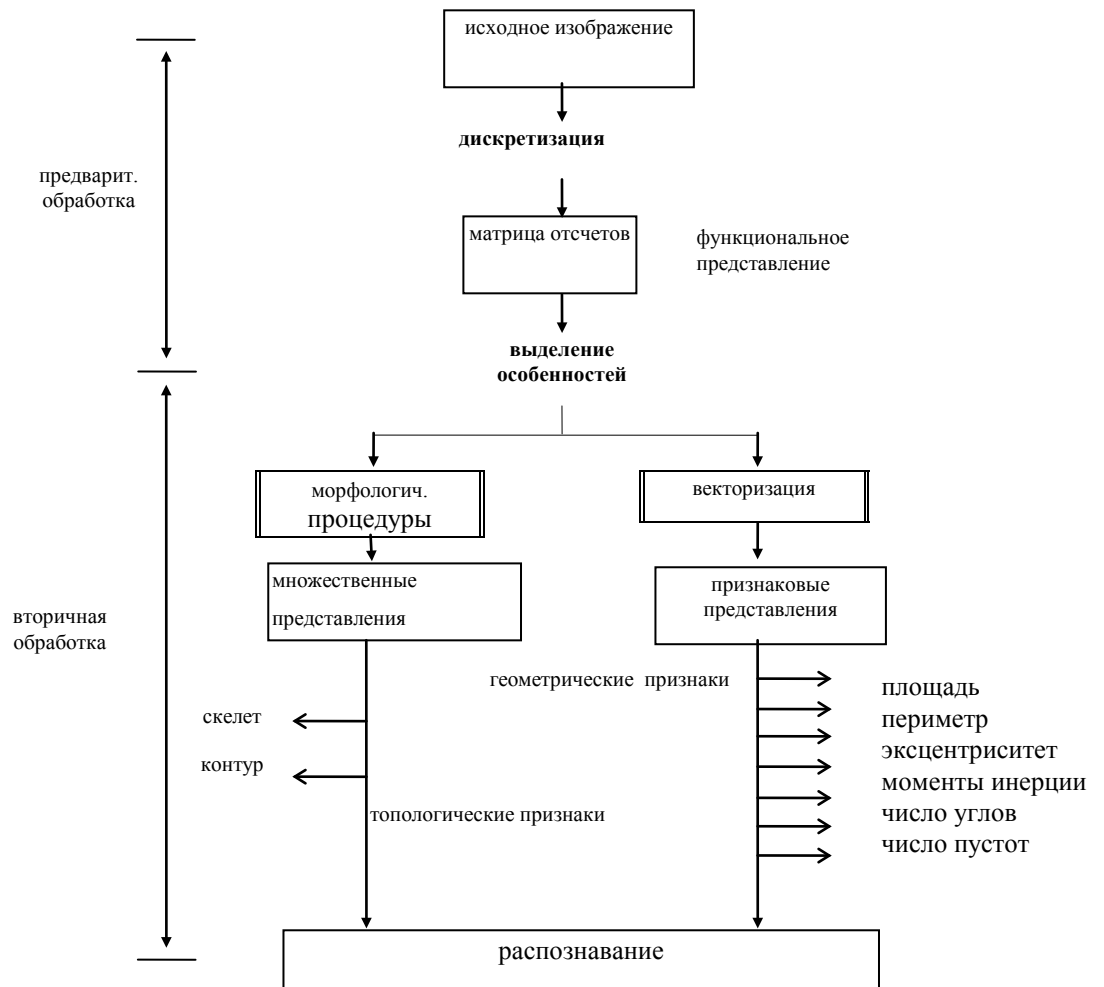 исходное изображение
дискретизация
предварит.
обработка
матрица отсчетов
функциональное
представление
выделение
особенностей
морфологич.
процедуры
векторизация
множественные
представления
признаковые
представления
вторичная
обработка
геометрические признаки
площадь
периметр
эксцентриситет
моменты инерции
число углов
число пустот
скелет
контур
топологические признаки
распознавание